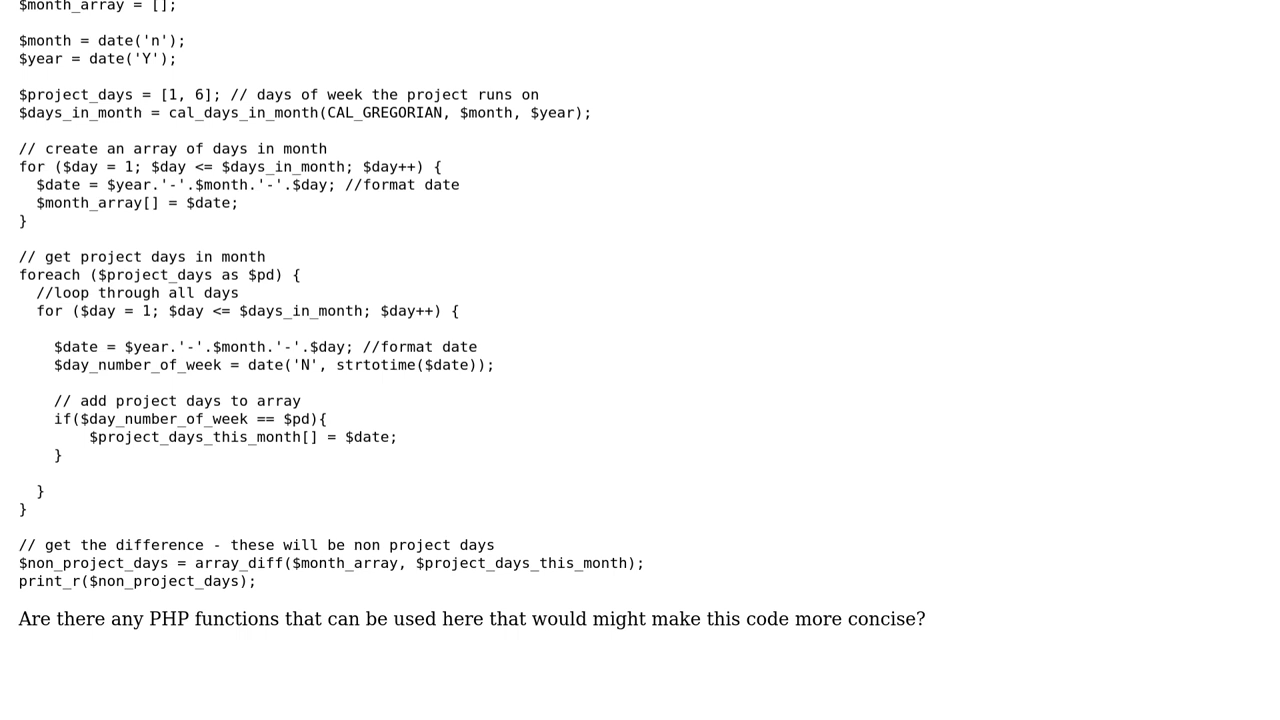 $month_array = [];
$month = date('n');
$year = date('Y');
$project_days = [1, 6]; // days of week the project runs on
$days_in_month = cal_days_in_month(CAL_GREGORIAN, $month, $year);
// create an array of days in month
for ($day = 1; $day <= $days_in_month; $day++) {
  $date = $year.'-'.$month.'-'.$day; //format date
  $month_array[] = $date;
}
// get project days in month
foreach ($project_days as $pd) {
  //loop through all days
  for ($day = 1; $day <= $days_in_month; $day++) {
    $date = $year.'-'.$month.'-'.$day; //format date
    $day_number_of_week = date('N', strtotime($date));
    // add project days to array
    if($day_number_of_week == $pd){
        $project_days_this_month[] = $date;
    }
  }
}
// get the difference - these will be non project days
$non_project_days = array_diff($month_array, $project_days_this_month);
print_r($non_project_days);
Are there any PHP functions that can be used here that would might make this code more concise?